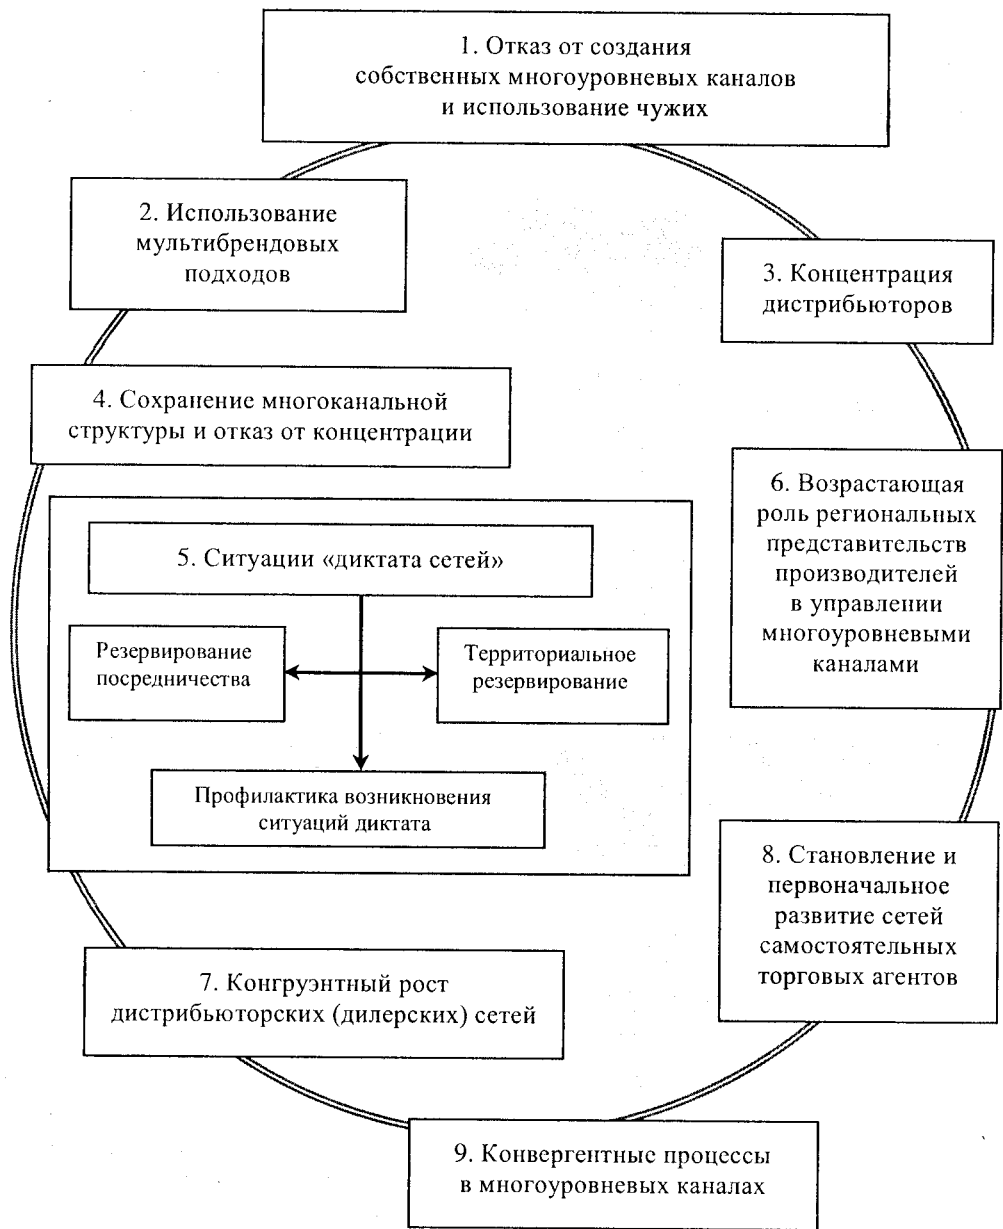 1. Отказ от создания
собственных многоуровневых каналов
и использование чужих
2. Использование
мультибрендовых
подходов
3. Концентрация
дистрибьюторов
4. Сохранение многоканальной
структуры и отказ от концентрации
5. Ситуации «диктата сетей»
Резервирование
посредничества
Территориальное
резервирование
Профилактика возникновения
ситуаций диктата
6. Возрастающая
роль региональных
представительств
производителей
в управлении
многоуровневыми
каналами
7. Конгруэнтный рост
дистрибьюторских (дилерских) сетей
8. Становление и
первоначальное
развитие сетей
самостоятельных
торговых агентов
9. Конвергентные процессы
в многоуровневых каналах